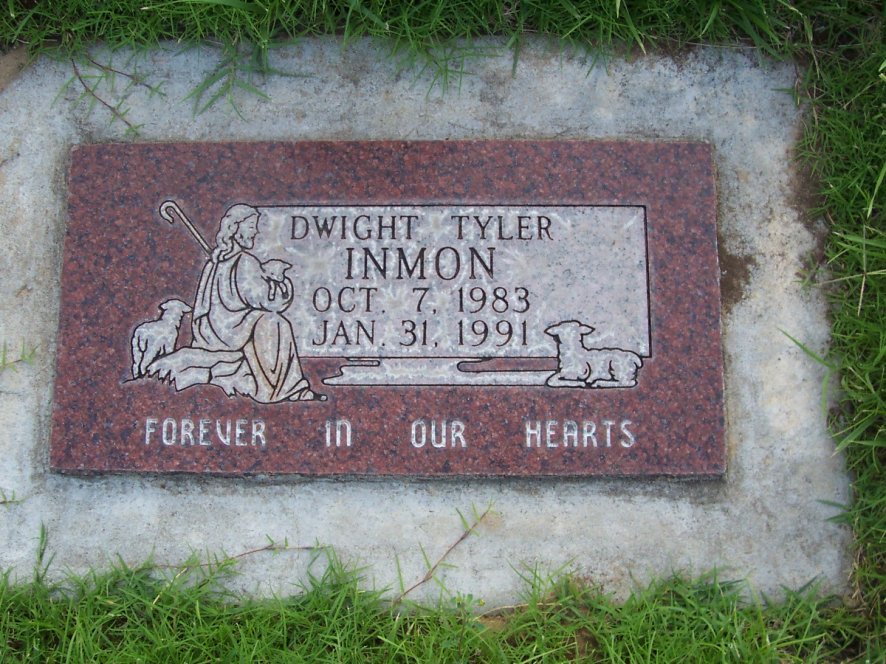 DWIGHT TYLER
INMON
OCT. 7, 1983
JAN. 31, 1991
FOREVER IN OUR HEARTS